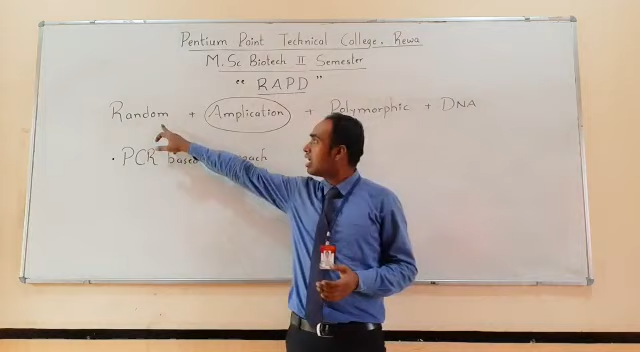 Pentium Point Technical College, Rewa
M.Sc Biotech II Semester
"RAPD"
Random + Amplication + Polymorphic + DNA
• PCR based